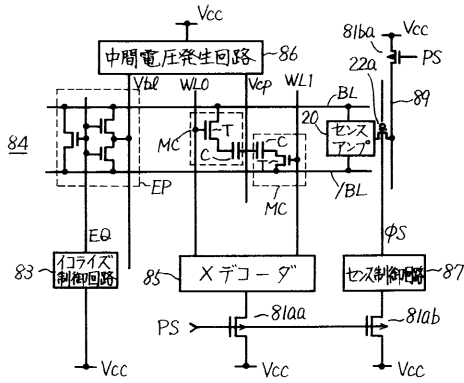 Vcc
Vcc
81ba
中間電圧発生回路
86
PS
Vbl
WL0
Vcp
WL1
22a
89
BL
20
センスアンプ
84
MC
T
C
C
T
/BL
EP
MC
EQ
φS
83
イコライズ制御回路
85
Xデコーダ
センス制御回路
87
PS
81aa
81ab
Vcc
Vcc
Vcc